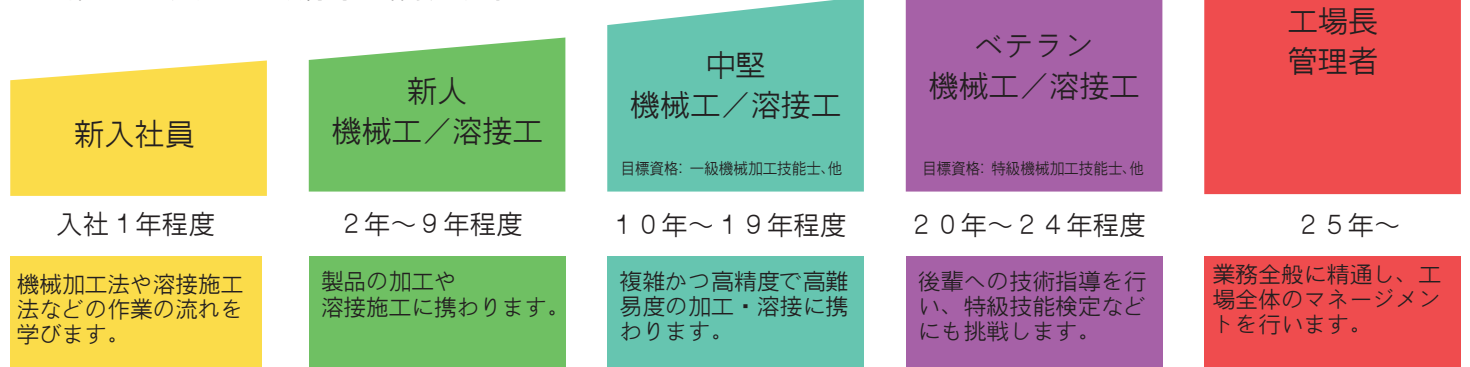 新入社員
新人
機械工／溶接工
中堅
機械工／溶接工
目標資格: 一級機械加工技能士、他
ベテラン
機械工／溶接工
目標資格: 特級機械加工技能士、他
工場長
管理者
入社１年程度
２年～９年程度
１０年～１９年程度
２０年～２４年程度
２５年～
機械加工法や溶接施工
法などの作業の流れを
学びます。
製品の加工や
溶接施工に携わります。
複雑かつ高精度で高難
易度の加工・溶接に携
わります。
後輩への技術指導を行
い、特級技能検定など
にも挑戦します。
業務全般に精通し、工
場全体のマネージメン
トを行います。